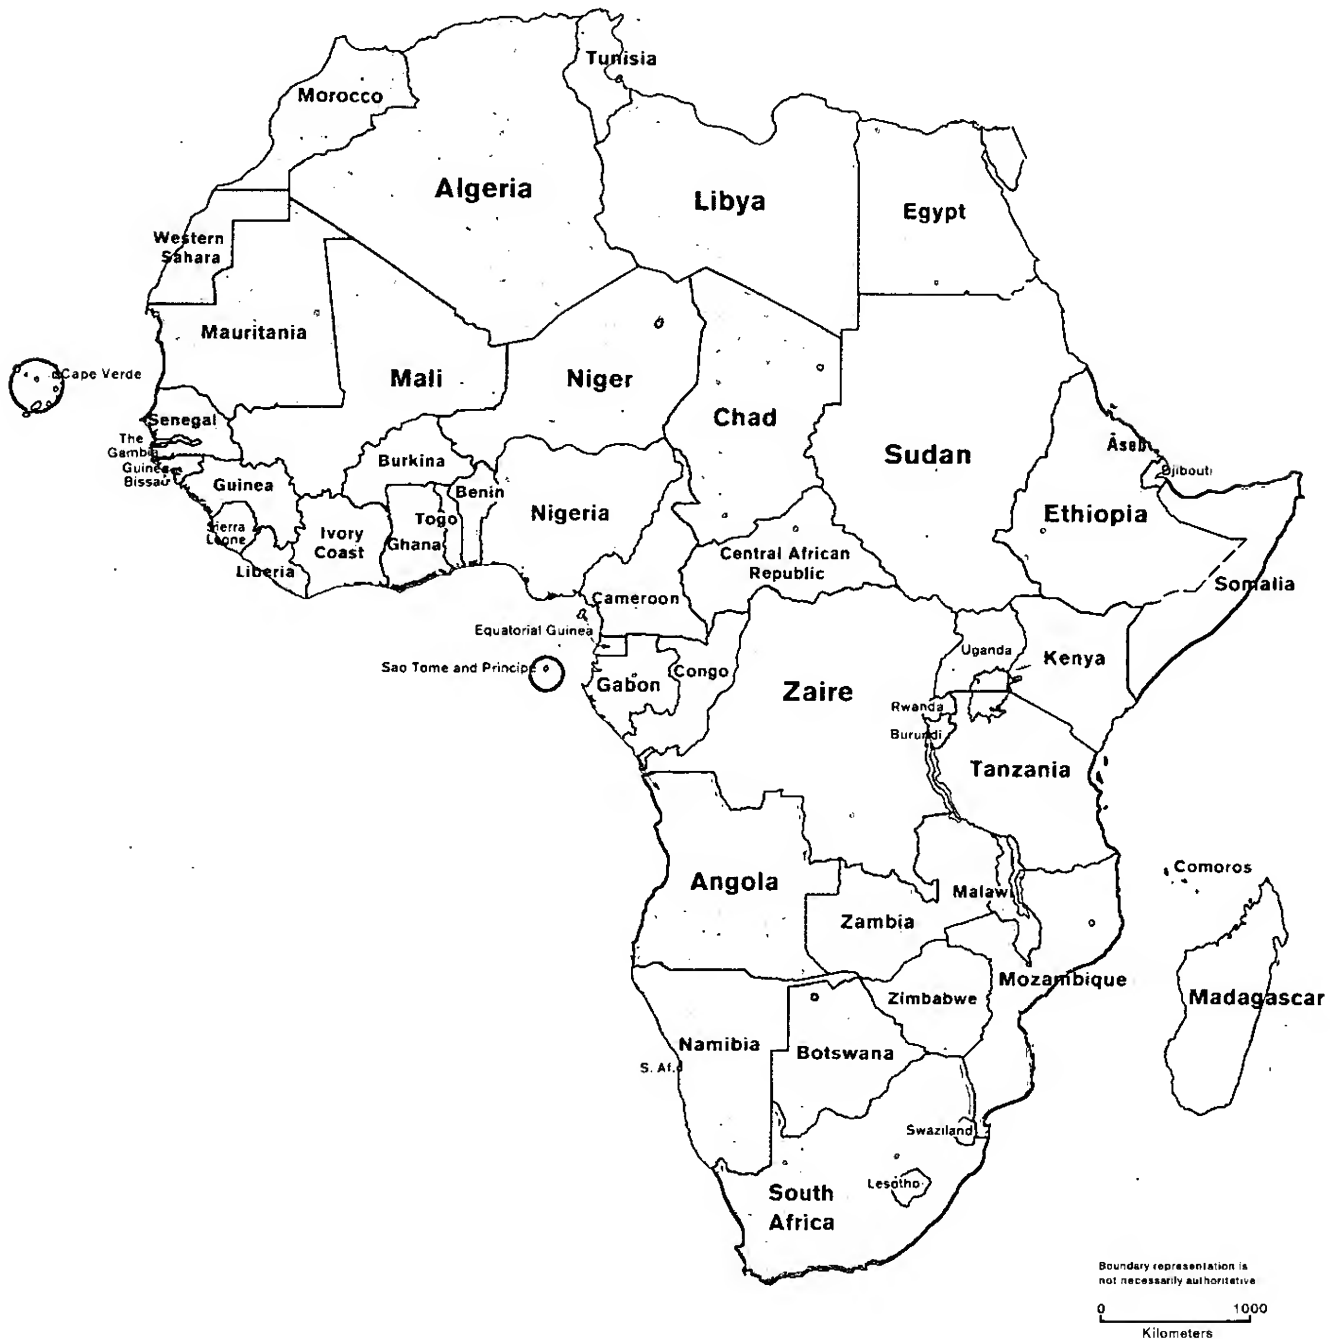 Tunisia
Morocco
Algeria
Libya
Egypt
Western
Sahara
Mauritania
Cape Verde
Mali
Niger
Chad
Sudan
Senegal
The
Gambia
Guinea
Bissau
Guinea
Burkina
Benin
Togo
Ghana
Ivory
Coast
Sierra
Leone
Liberia
Nigeria
Central African
Republic
Cameroon
Equatorial Guinea
Sao Tome and Principe
Gabon
Congo
Zaire
Āseb
Djibouti
Ethiopia
Somalia
Uganda
Kenya
Rwanda
Burundi
Tanzania
Angola
Zambia
Malawi
Comoros
Mozambique
Madagascar
Zimbabwe
Namibia
S. Af.
Botswana
Swaziland
Lesotho
South
Africa
Boundary representation is
not necessarily authoritative
0 1000
Kilometers